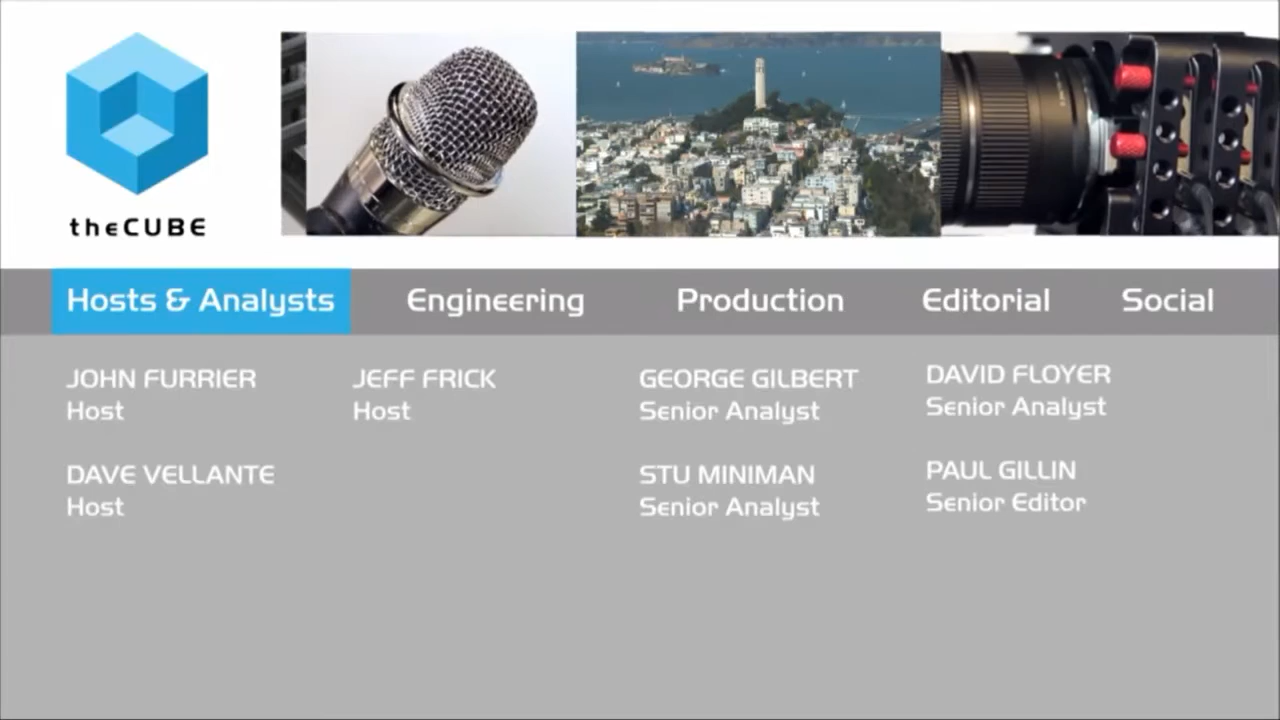 theCUBE
Hosts & Analysts
Engineering
Production
Editorial
Social
JOHN FURRIER
Host
DAVE VELLANTE
Host
JEFF FRICK
Host
GEORGE GILBERT
Senior Analyst
STU MINIMAN
Senior Analyst
DAVID FLOYER
Senior Analyst
PAUL GILLIN
Senior Editor